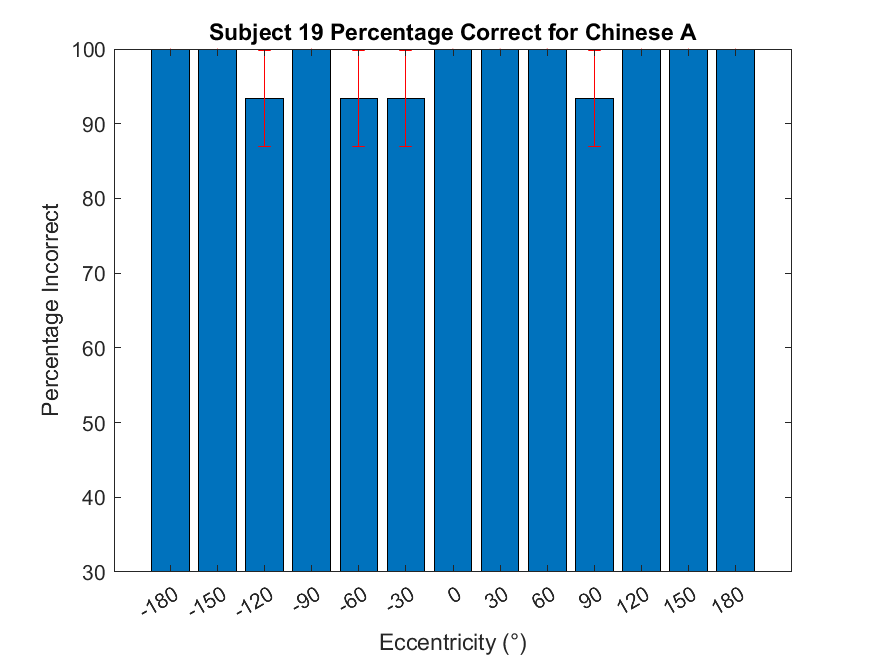 Subject 19 Percentage Correct for Chinese A
100
90
80
70
60
50
40
30
Percentage Incorrect
-180 -150 -120 -90 -60 -30 0 30 60 90 120 150 180
Eccentricity (°)